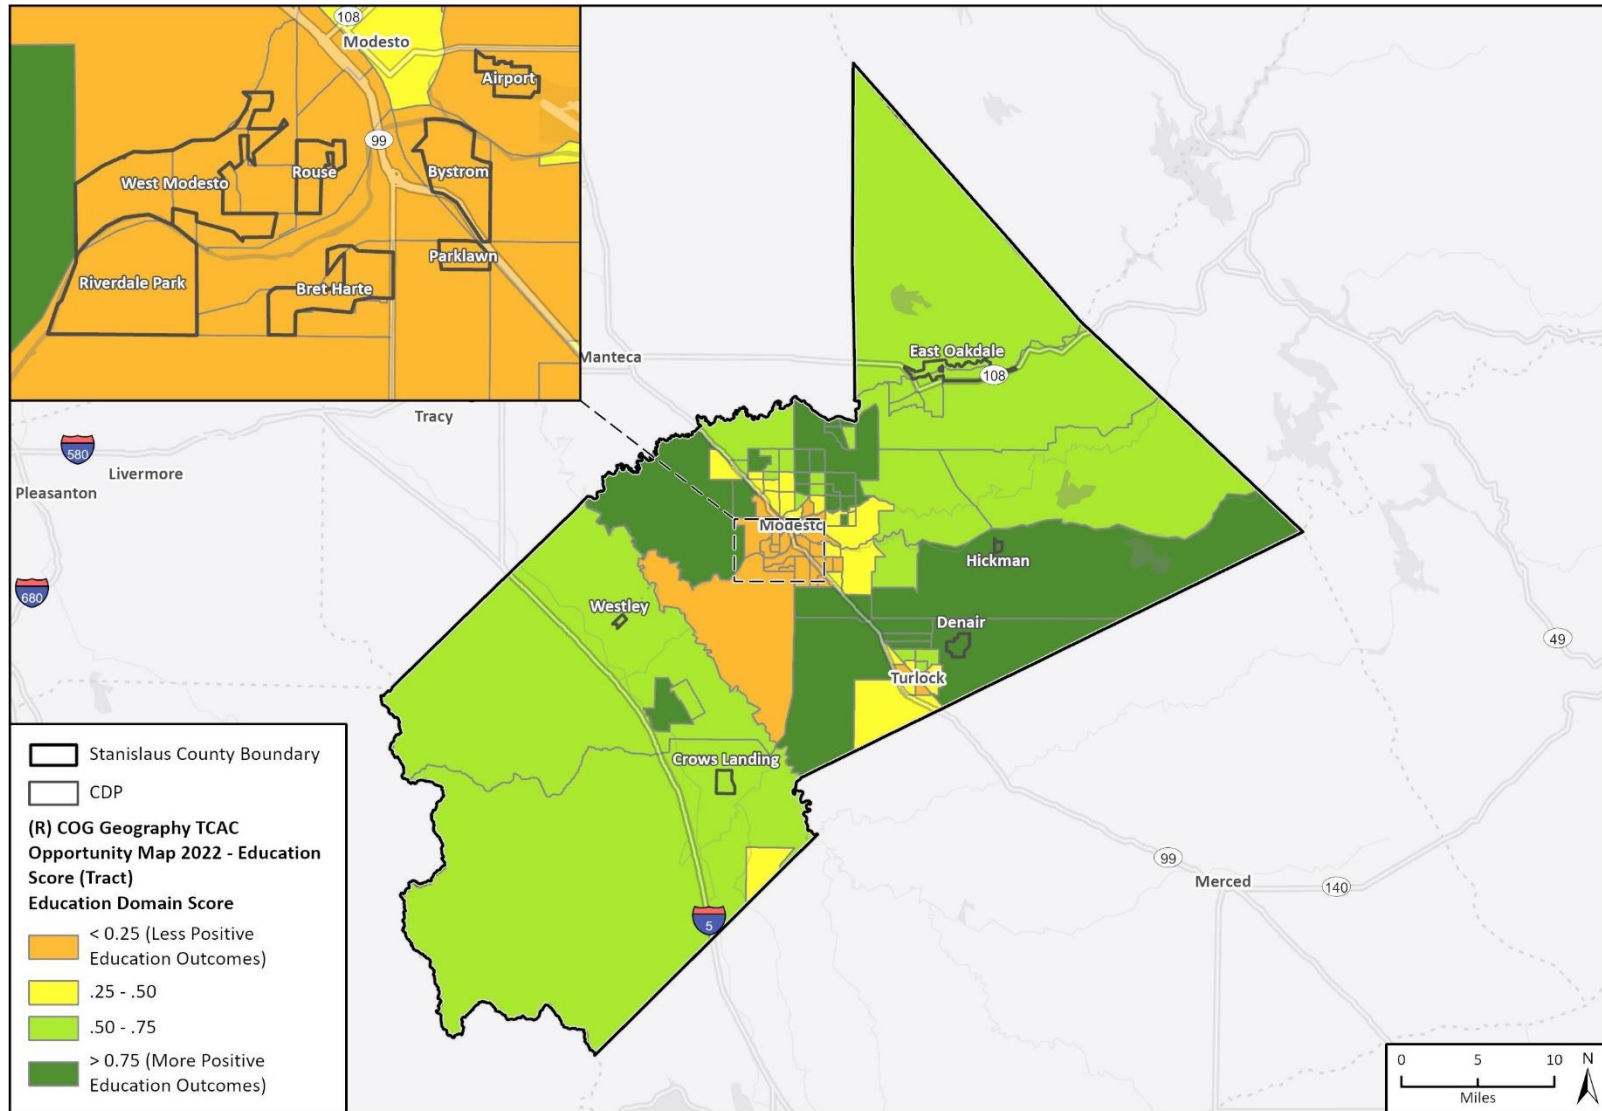 108
Modesto
Airport
99
West Modesto
Rouse
Bystrom
Parklawn
Riverdale Park
Bret Harte
Manteca
East Oakdale
108
Tracy
580
Livermore
Pleasanton
Modesto
Hickman
680
Westley
Denair
49
Turlock
Crows Landing
99
Merced
140
5
Stanislaus County Boundary
CDP
(R) COG Geography TCAC
Opportunity Map 2022 - Education
Score (Tract)
Education Domain Score
< 0.25 (Less Positive
Education Outcomes)
.25 - .50
.50 - .75
> 0.75 (More Positive
Education Outcomes)
0 5 10
Miles
N